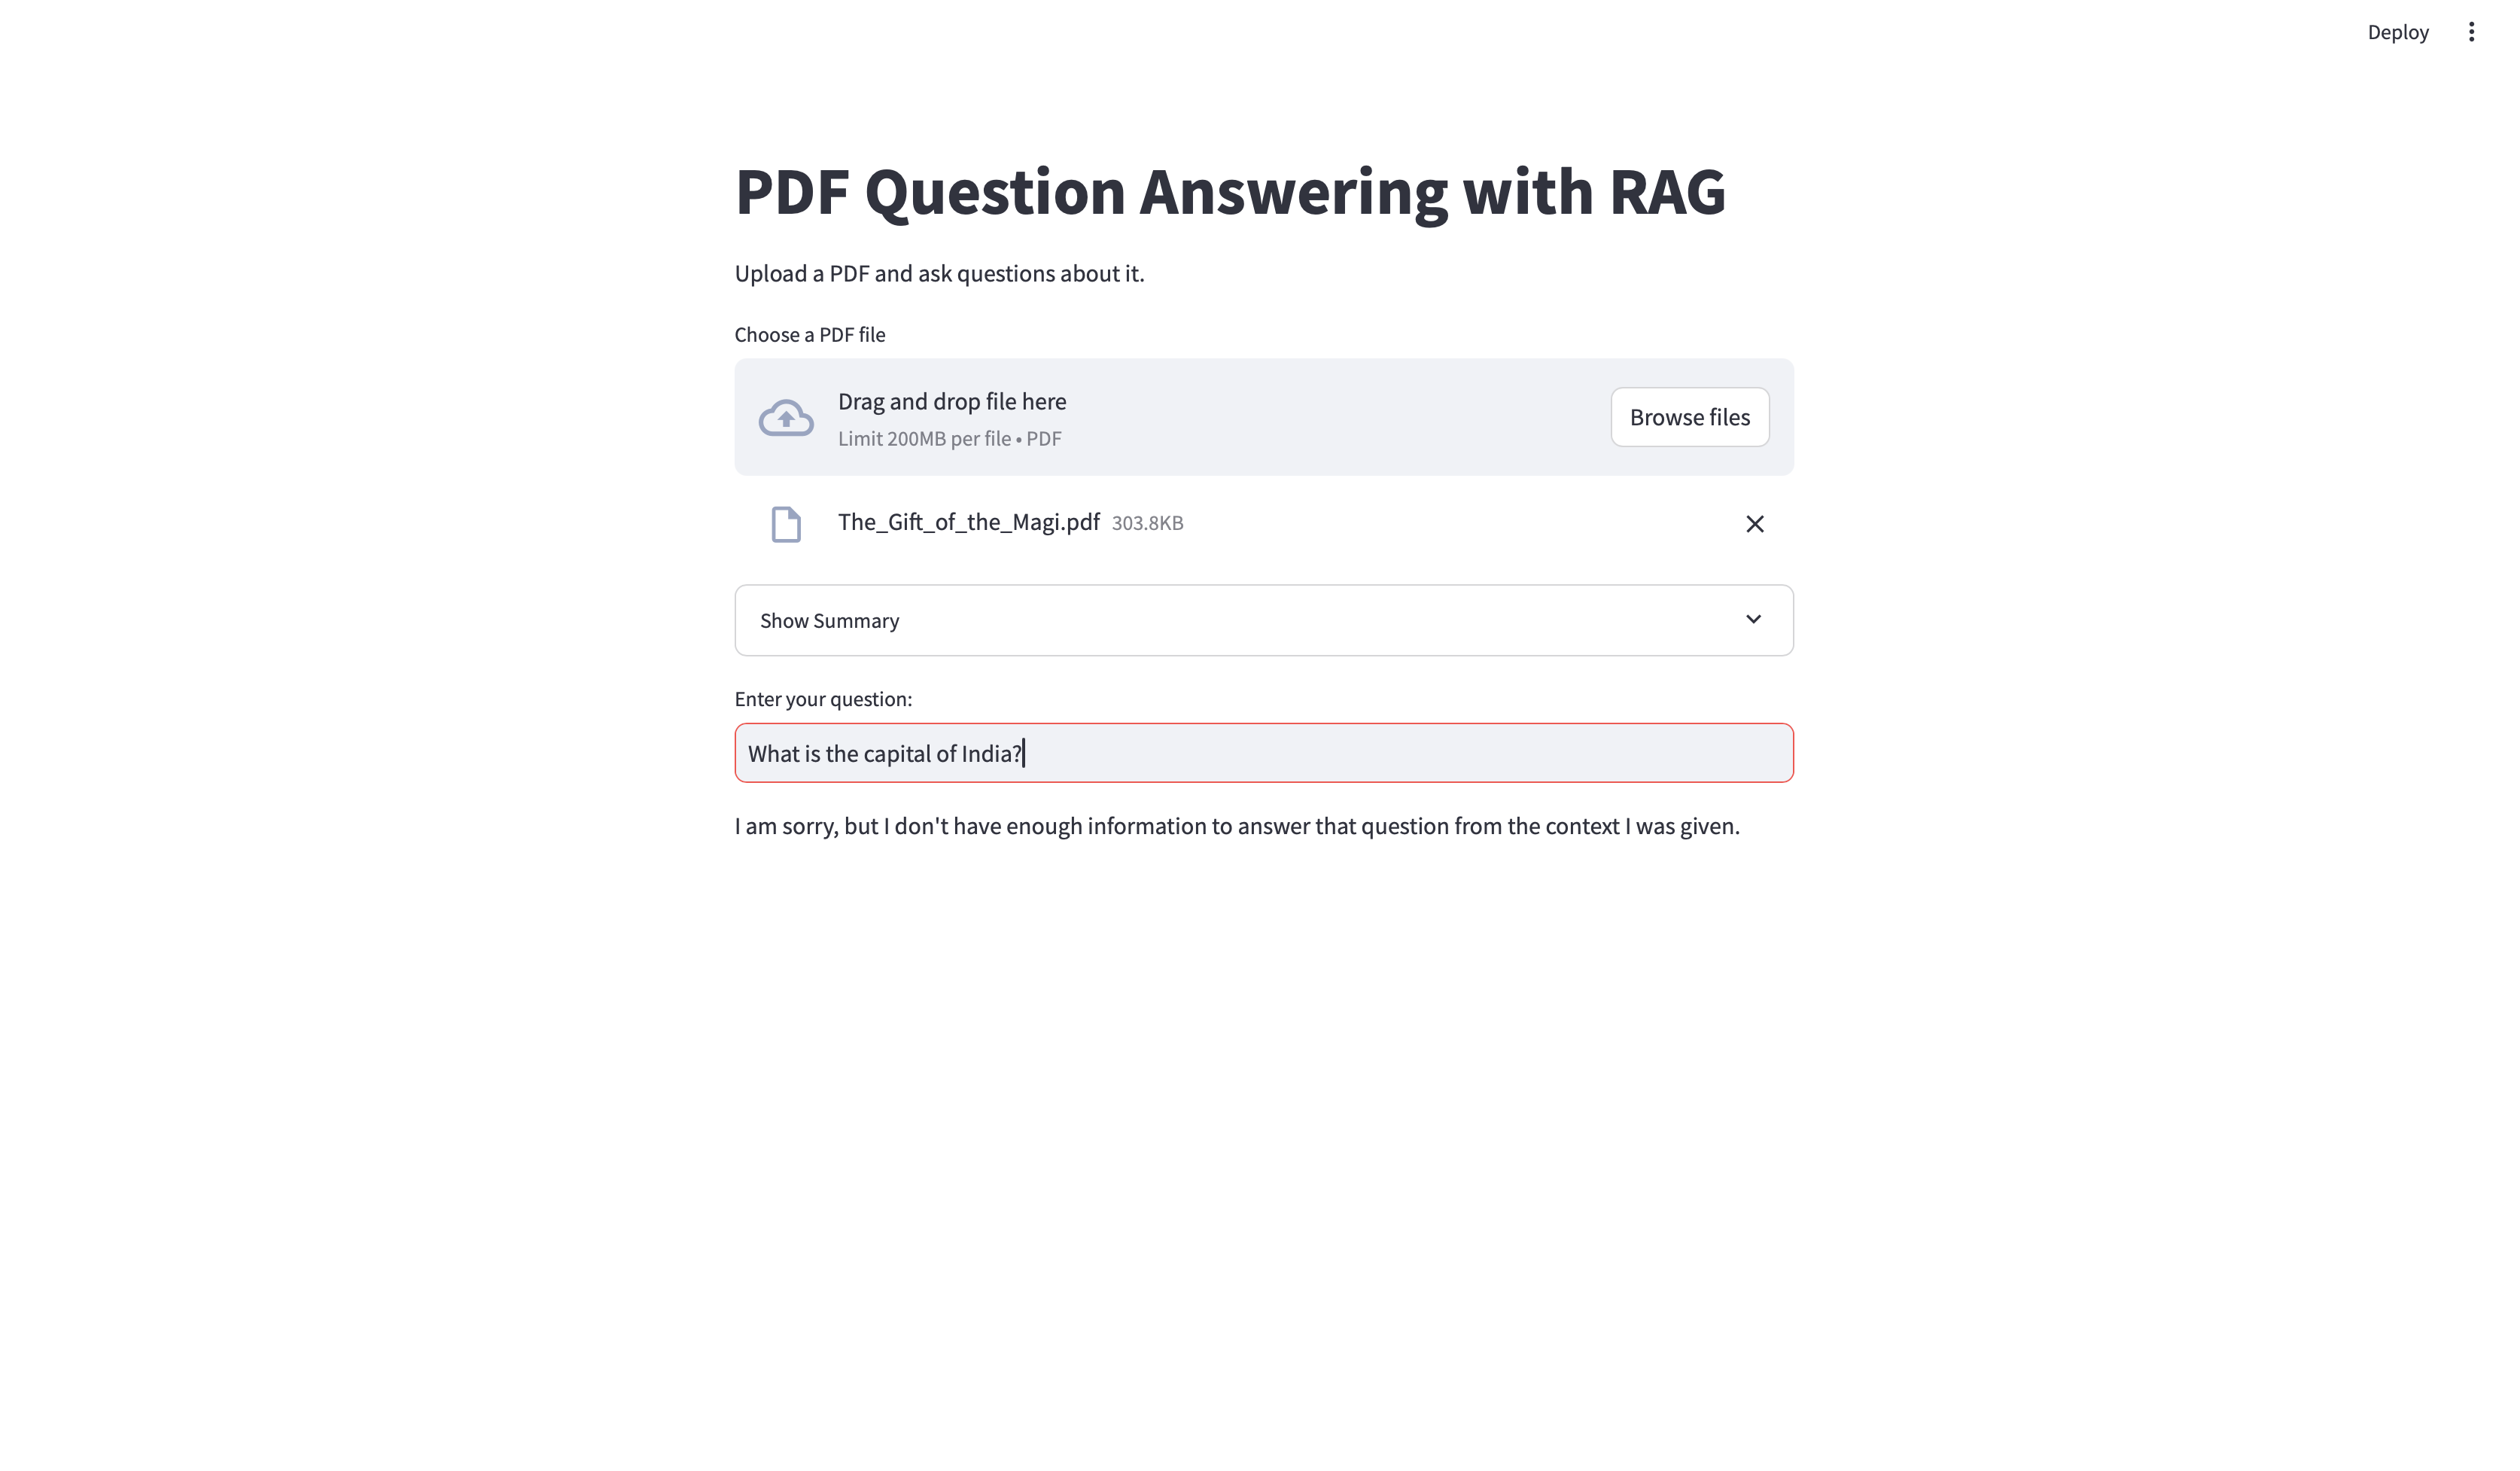 Deploy
PDF Question Answering with RAG
Upload a PDF and ask questions about it.
Choose a PDF file
Drag and drop file here
Limit 200MB per file • PDF
Browse files
The_Gift_of_the_Magi.pdf 303.8KB
Show Summary
Enter your question:
What is the capital of India?
I am sorry, but I don't have enough information to answer that question from the context I was given.